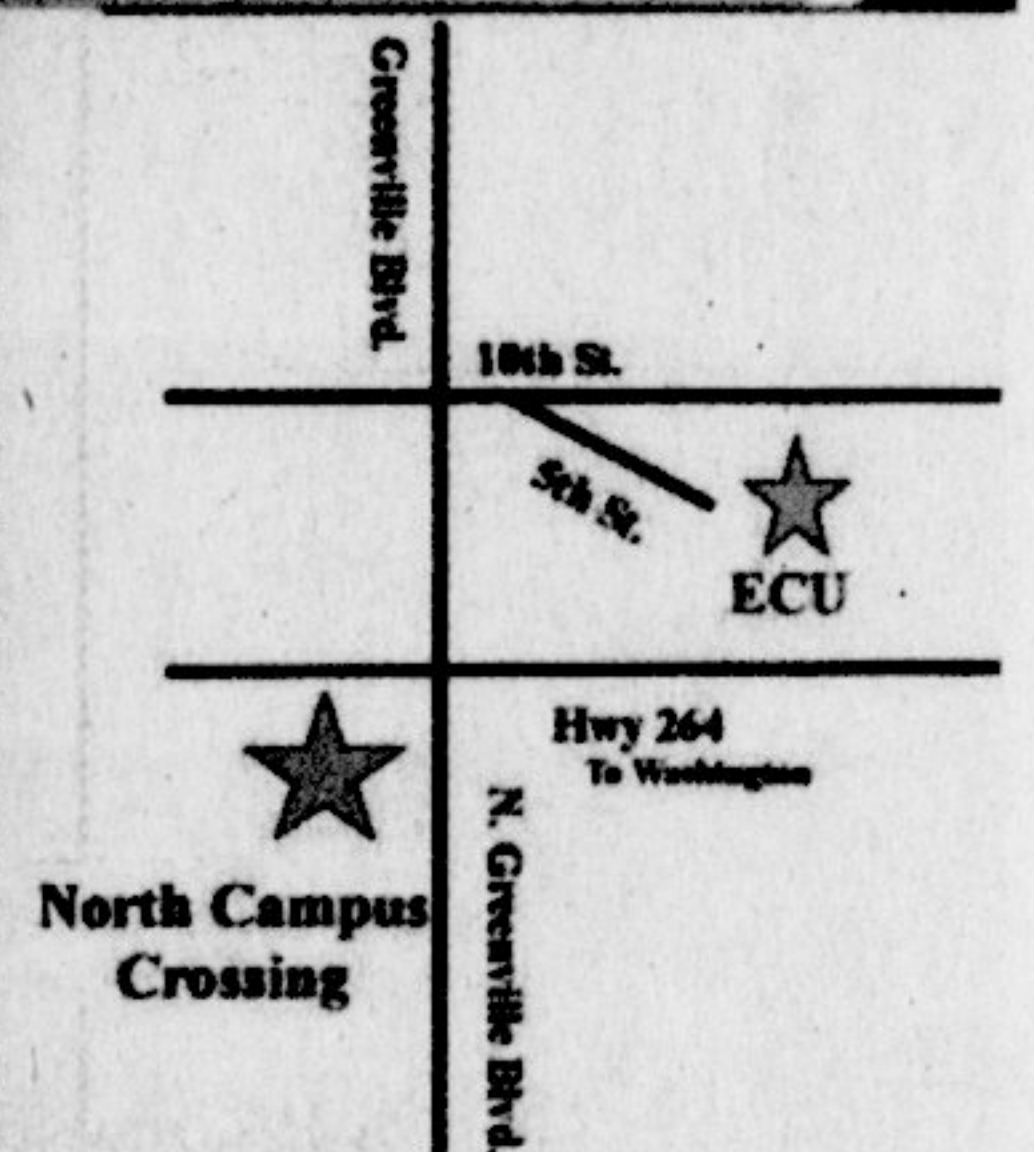 Greenville Blvd.
10th St.
5th St.
ECU
Hwy 264
To Washington
North Campus
Crossing
N. Greenville Blvd.